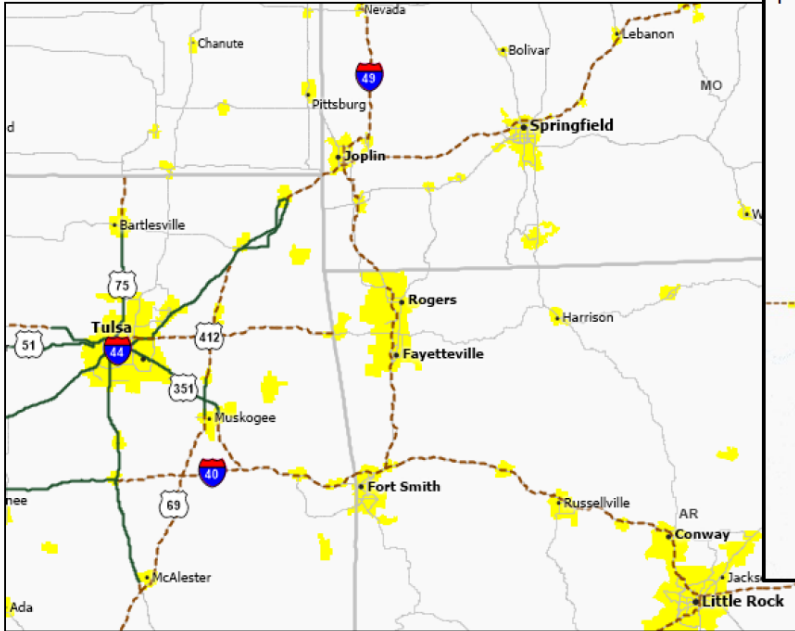 Nevada
Chanute
Lebanon
Bolivar
49
MO
Pittsburg
d
Springfield
Joplin
W
Bartlesville
75
Rogers
Harrison
Tulsa
412
51
44
Fayetteville
351
Muskogee
40
Fort Smith
nee
69
Russellville
AR
Conway
McAlester
Jackso
Little Rock
Ada